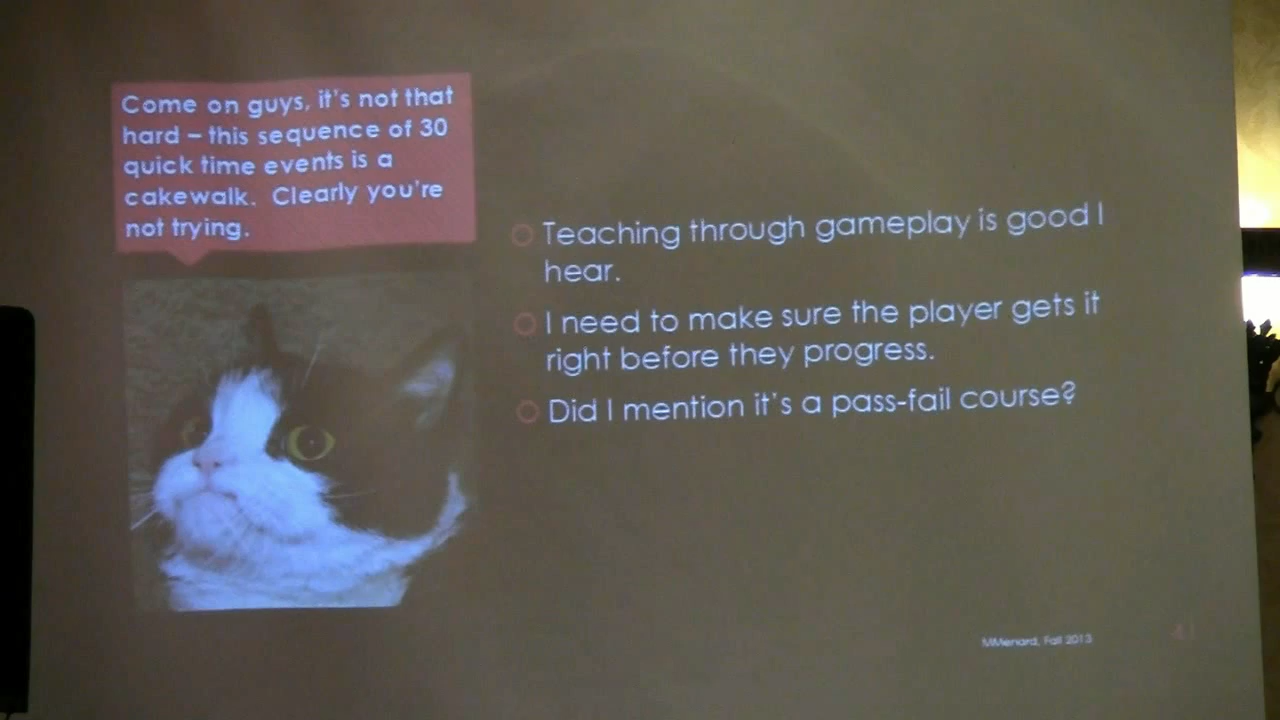 Come on guys, it's not that
hard – this sequence of 30
quick time events is a
cakewalk. Clearly you're
not trying.
Teaching through gameplay is good I
hear.
I need to make sure the player gets it
right before they progress.
Did I mention it's a pass-fail course?
MMenard, Fall 2013
41